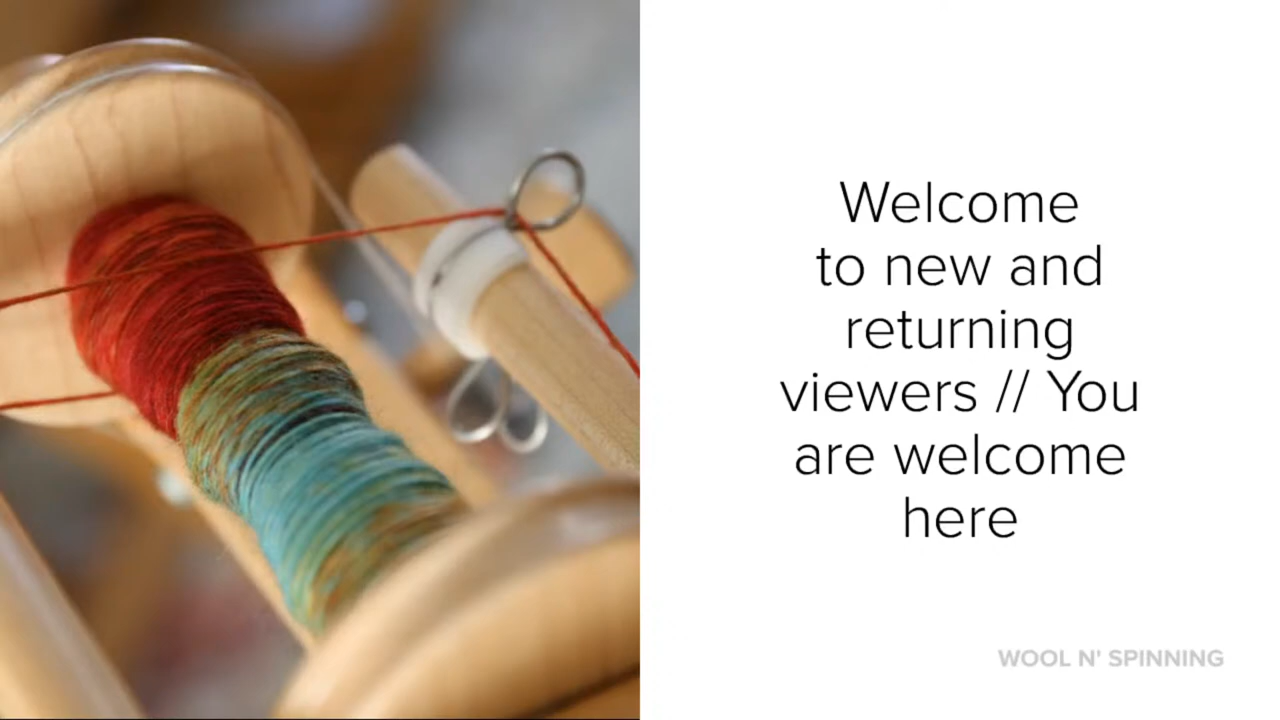 Welcome
to new and
returning
viewers // You
are welcome
here
WOOL N' SPINNING